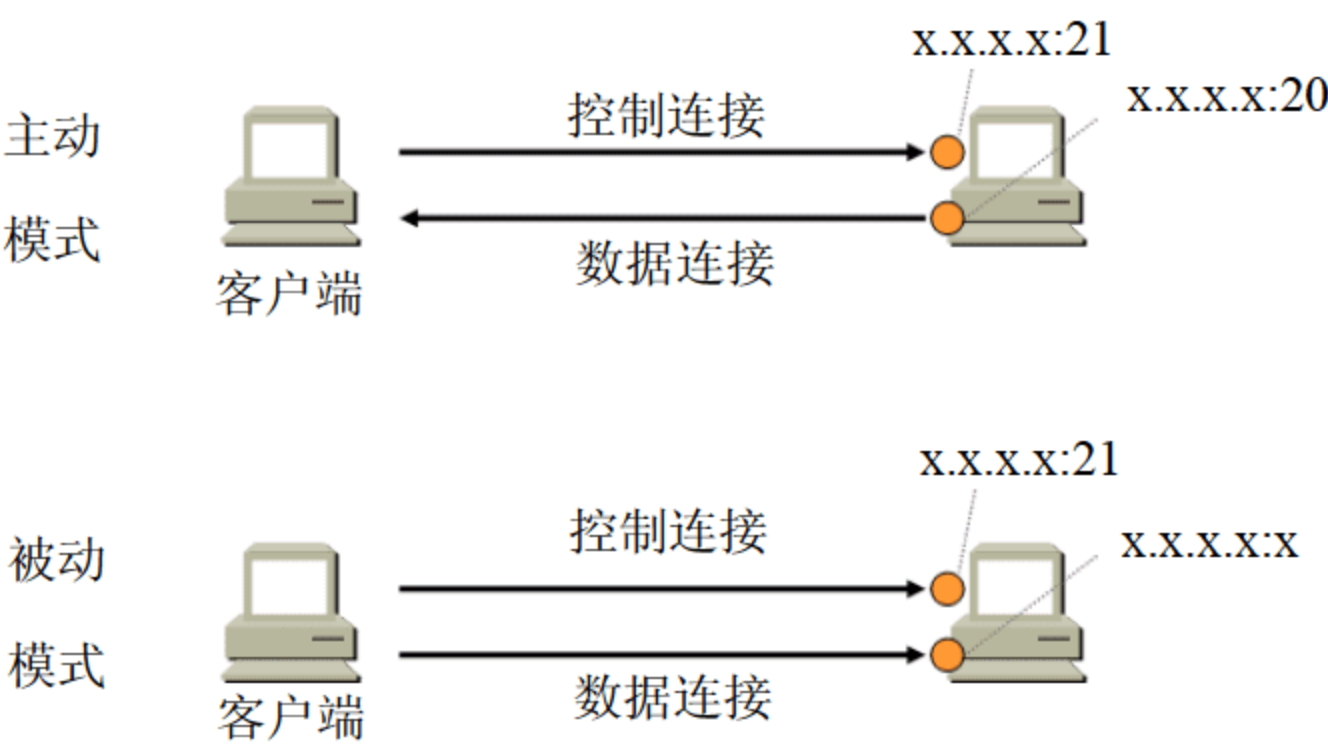 x.x.x.x:21
x.x.x.x:20
控制连接
主动
模式
数据连接
客户端
x.x.x.x:21
控制连接
x.x.x.x:x
被动
模式
数据连接
客户端